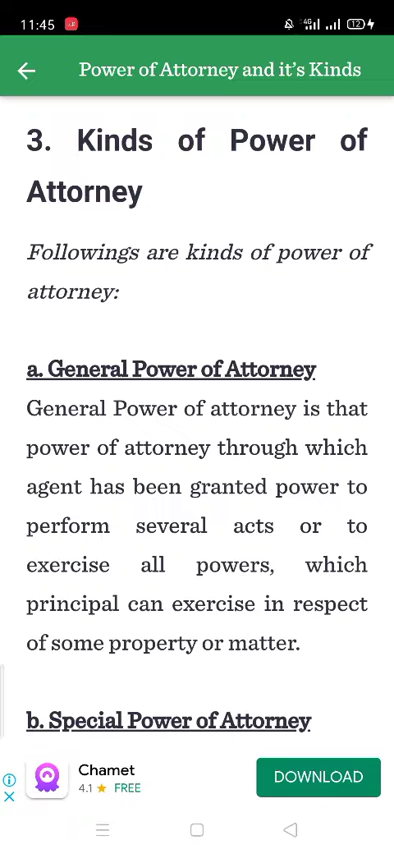 11:45
4G
12
Power of Attorney and it's Kinds
3. Kinds of Power of
Attorney
Followings are kinds of power of
attorney:
a. General Power of Attorney
General Power of attorney is that
power of attorney through which
agent has been granted power to
perform several acts or to
exercise all powers, which
principal can exercise in respect
of some property or matter.
b. Special Power of Attorney
Chamet
4.1 ★ FREE
DOWNLOAD